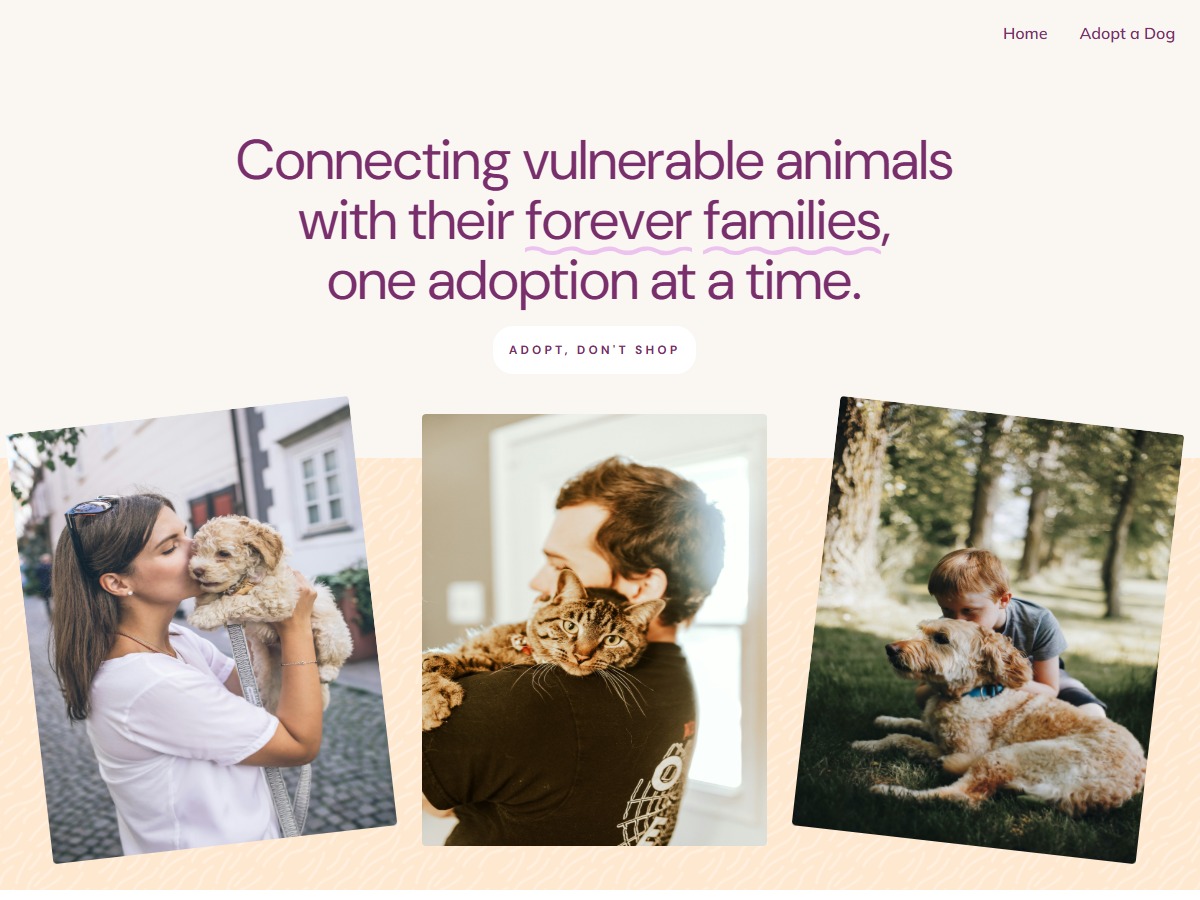 Home Adopt a Dog
Connecting vulnerable animals
with their forever families,
one adoption at a time.
ADOPT, DON'T SHOP